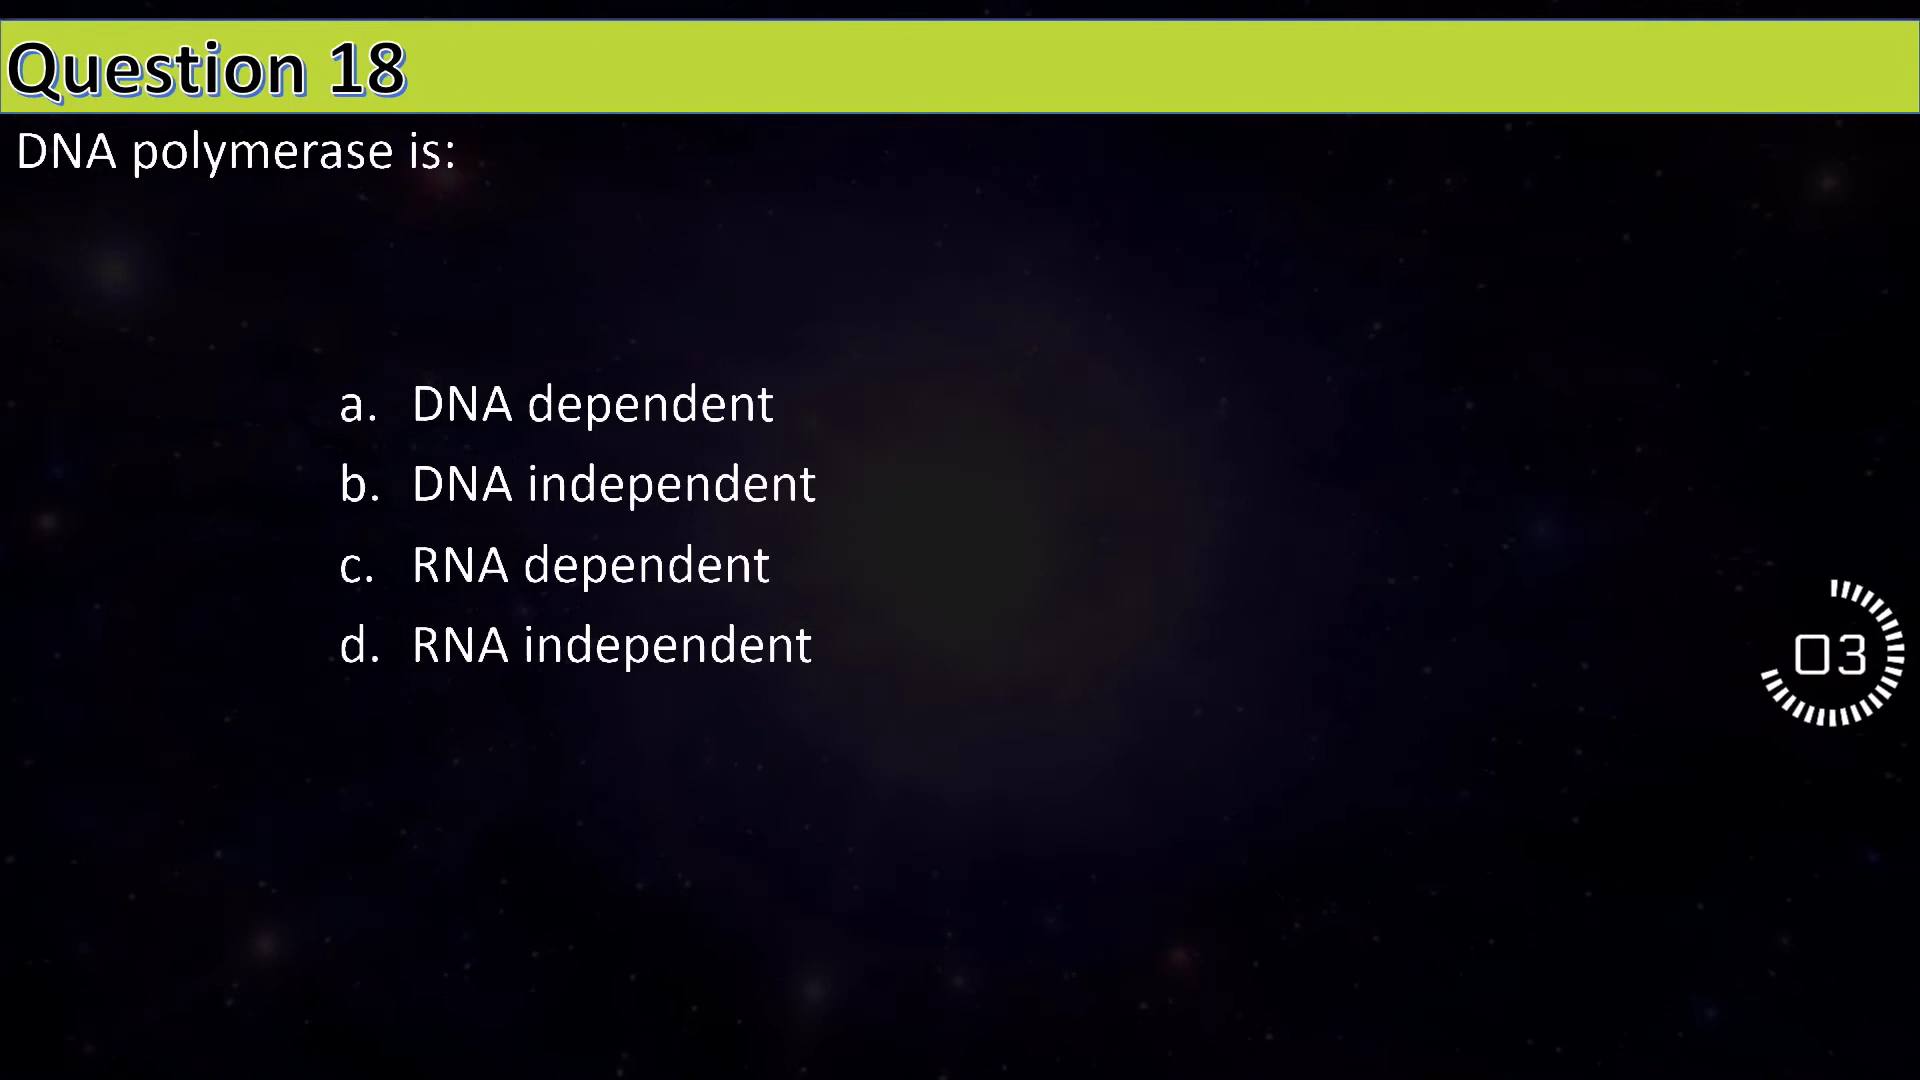 Question 18
DNA polymerase is:
a. DNA dependent
b. DNA independent
c. RNA dependent
d. RNA independent
03